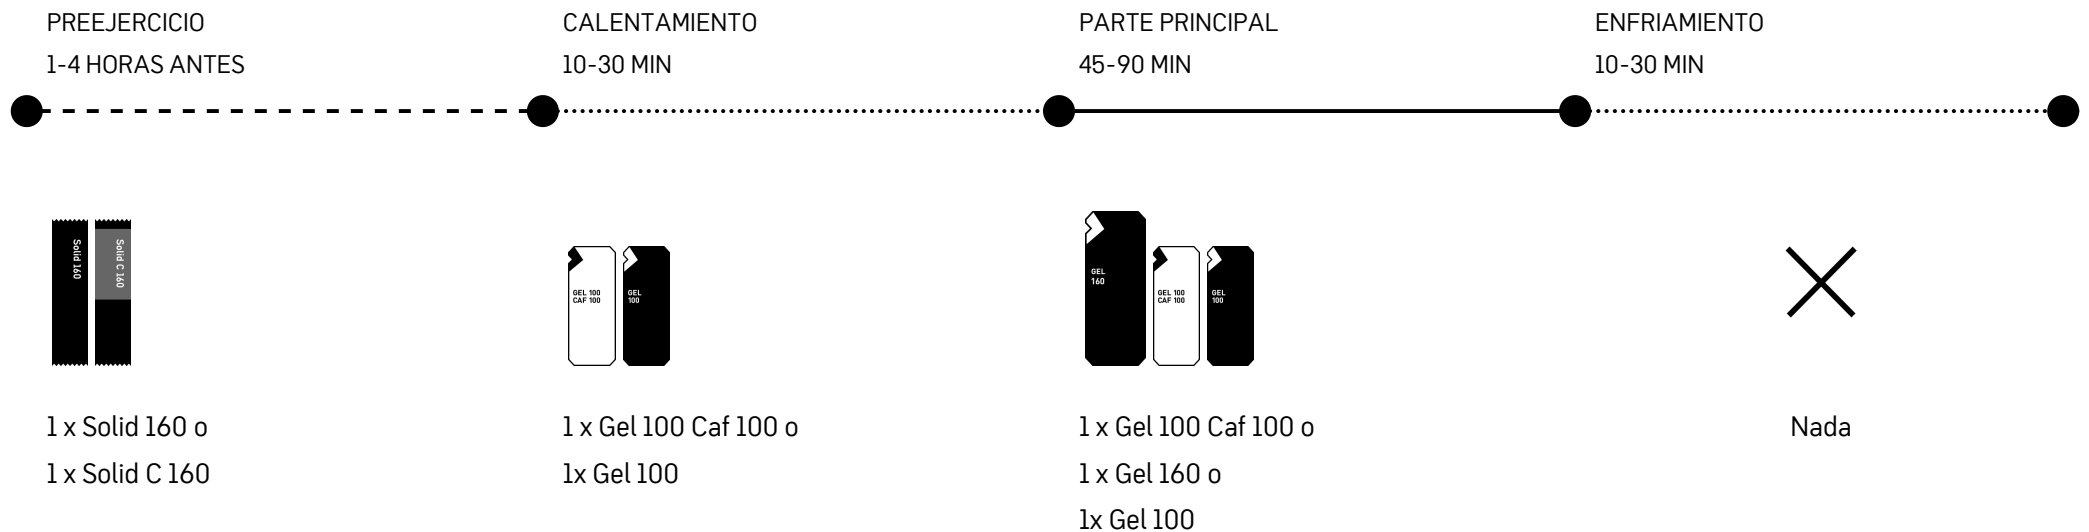 PREEJERCICIO
1-4 HORAS ANTES
CALENTAMIENTO
10-30 MIN
PARTE PRINCIPAL
45-90 MIN
ENFRIAMIENTO
10-30 MIN
Solid 160
Solid C 160
GEL 100
CAF 100
GEL
100
GEL
160
GEL 100
CAF 100
GEL
100
1 x Solid 160 o
1 x Solid C 160
1 x Gel 100 Caf 100 o
1x Gel 100
1 x Gel 100 Caf 100 o
1 x Gel 160 o
1x Gel 100
Nada